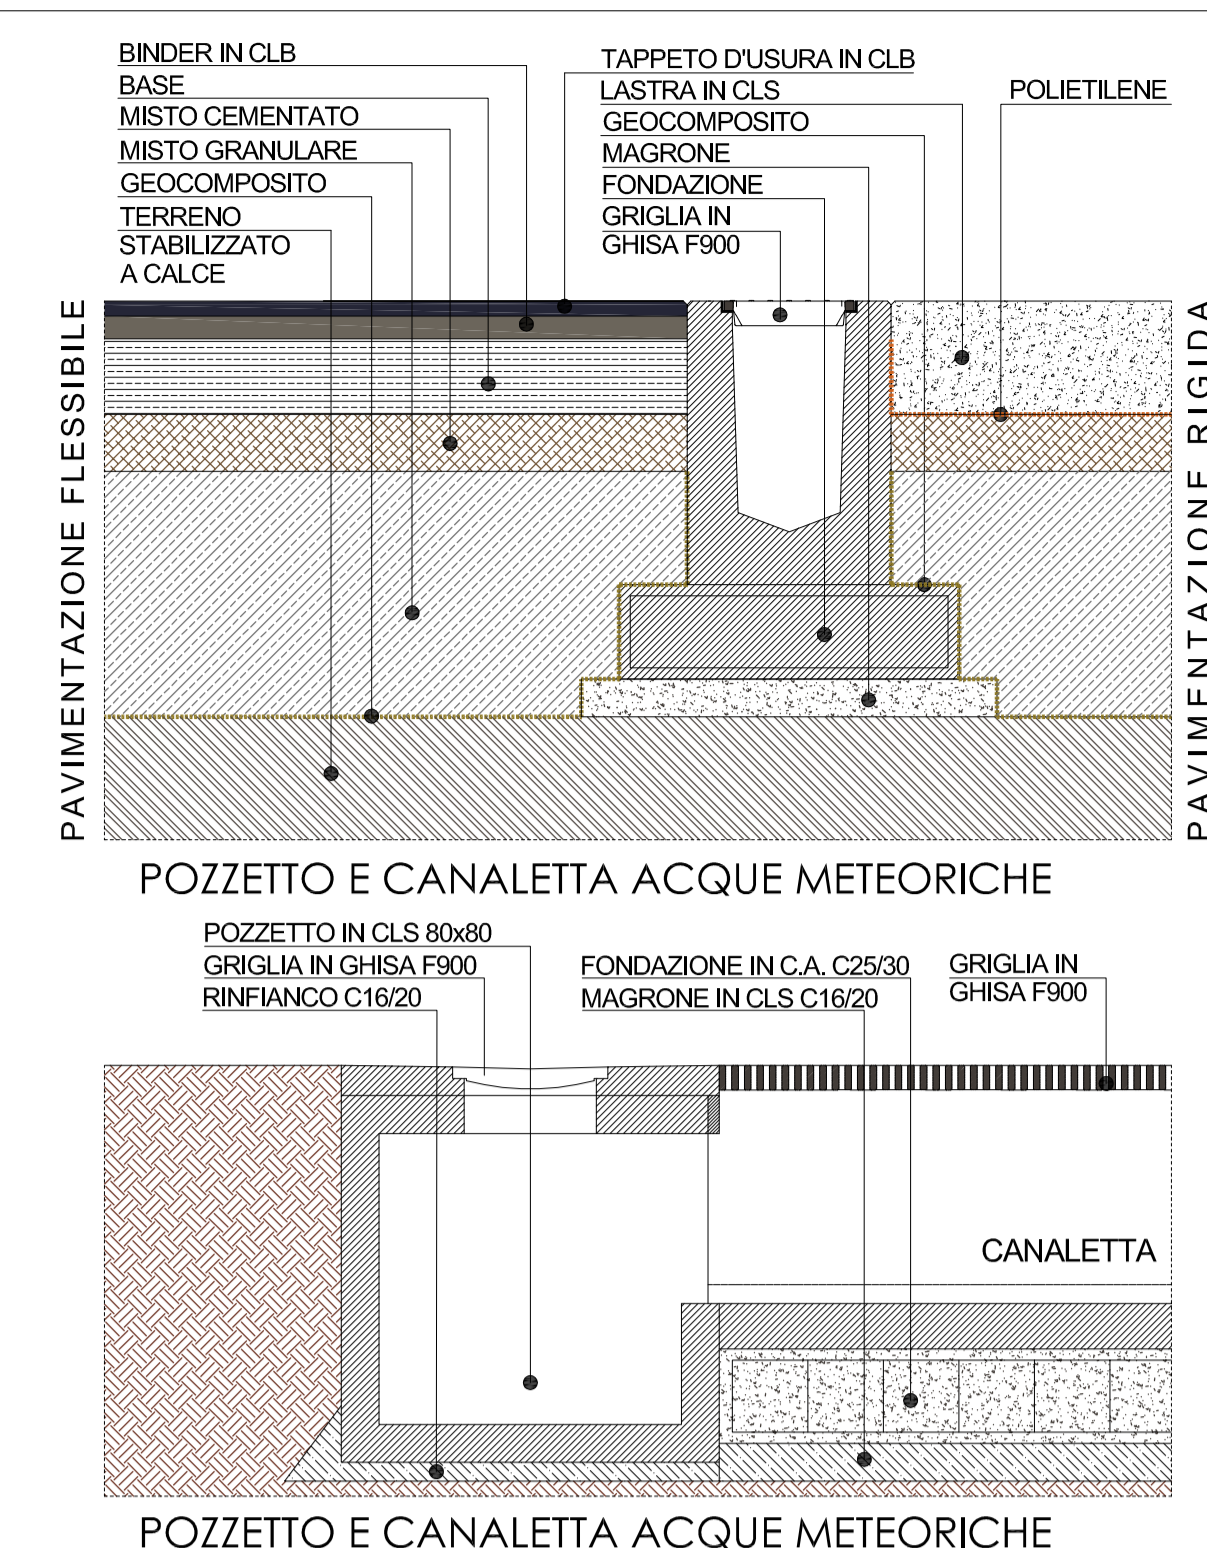 BINDER IN CLB
BASE
MISTO CEMENTATO
MISTO GRANULARE
GEOCOMPOSITO
TERRENO
STABILIZZATO
A CALCE
TAPPETO D'USURA IN CLB
LASTRA IN CLS
GEOCOMPOSITO
MAGRONE
FONDAZIONE
GRIGLIA IN
GHISA F900
POLIETILENE
PAVIMENTAZIONE FLESSIBILE
PAVIMENTAZIONE RIGIDA
POZZETTO E CANALETTA ACQUE METEORICHE
POZZETTO IN CLS 80x80
GRIGLIA IN GHISA F900
RINFIANCO C16/20
FONDAZIONE IN C.A. C25/30
MAGRONE IN CLS C16/20
GRIGLIA IN
GHISA F900
CANALETTA
POZZETTO E CANALETTA ACQUE METEORICHE